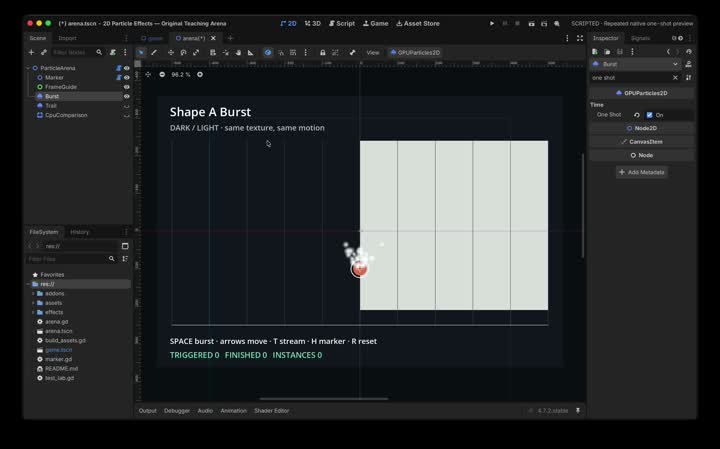 (*) arena.tscn - 2D Particle Effects — Original Teaching Arena
2D 3D Script Game Asset Store
SCRIPTED - Repeated native one-shot preview
Scene Import
Filter Nodes
ParticleArena
Marker
FrameGuide
Burst
Trail
CpuComparison
FileSystem History
res://
Filter Files
Favorites
res://
addons
assets
effects
arena.gd
arena.tscn
build_assets.gd
game.tscn
marker.gd
README.md
test_lab.gd
game arena(*)
View GPUParticles2D
96.2 %
Shape A Burst
DARK / LIGHT · same texture, same motion
SPACE burst · arrows move · T stream · H marker · R reset
TRIGGERED 0 FINISHED 0 INSTANCES 0
Output Debugger Audio Animation Shader Editor
4.7.2.stable
Inspector Signals
Burst
one shot
GPUParticles2D
Time
One Shot On
Node2D
CanvasItem
Node
Add Metadata